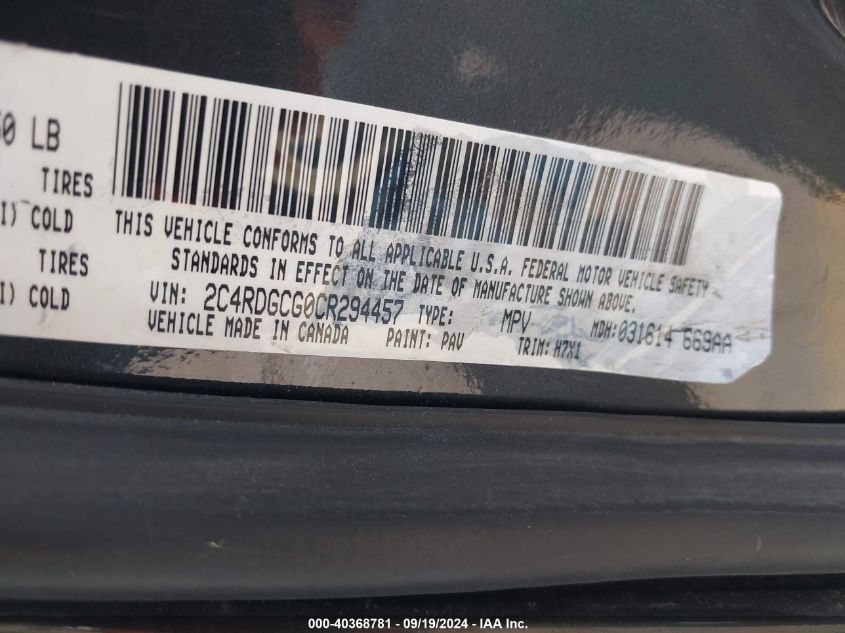 50 LB
TIRES
I) COLD
TIRES
I) COLD
THIS VEHICLE CONFORMS TO ALL APPLICABLE U.S.A. FEDERAL MOTOR VEHICLE SAFETY
STANDARDS IN EFFECT ON THE DATE OF MANUFACTURE SHOWN ABOVE.
VIN: 2C4RDGCG0CR294457 TYPE: MPV MDH:031614 669AA
VEHICLE MADE IN CANADA PAINT: PAV TRIM: H7X1
000-40368781 - 09/19/2024 - IAA Inc.